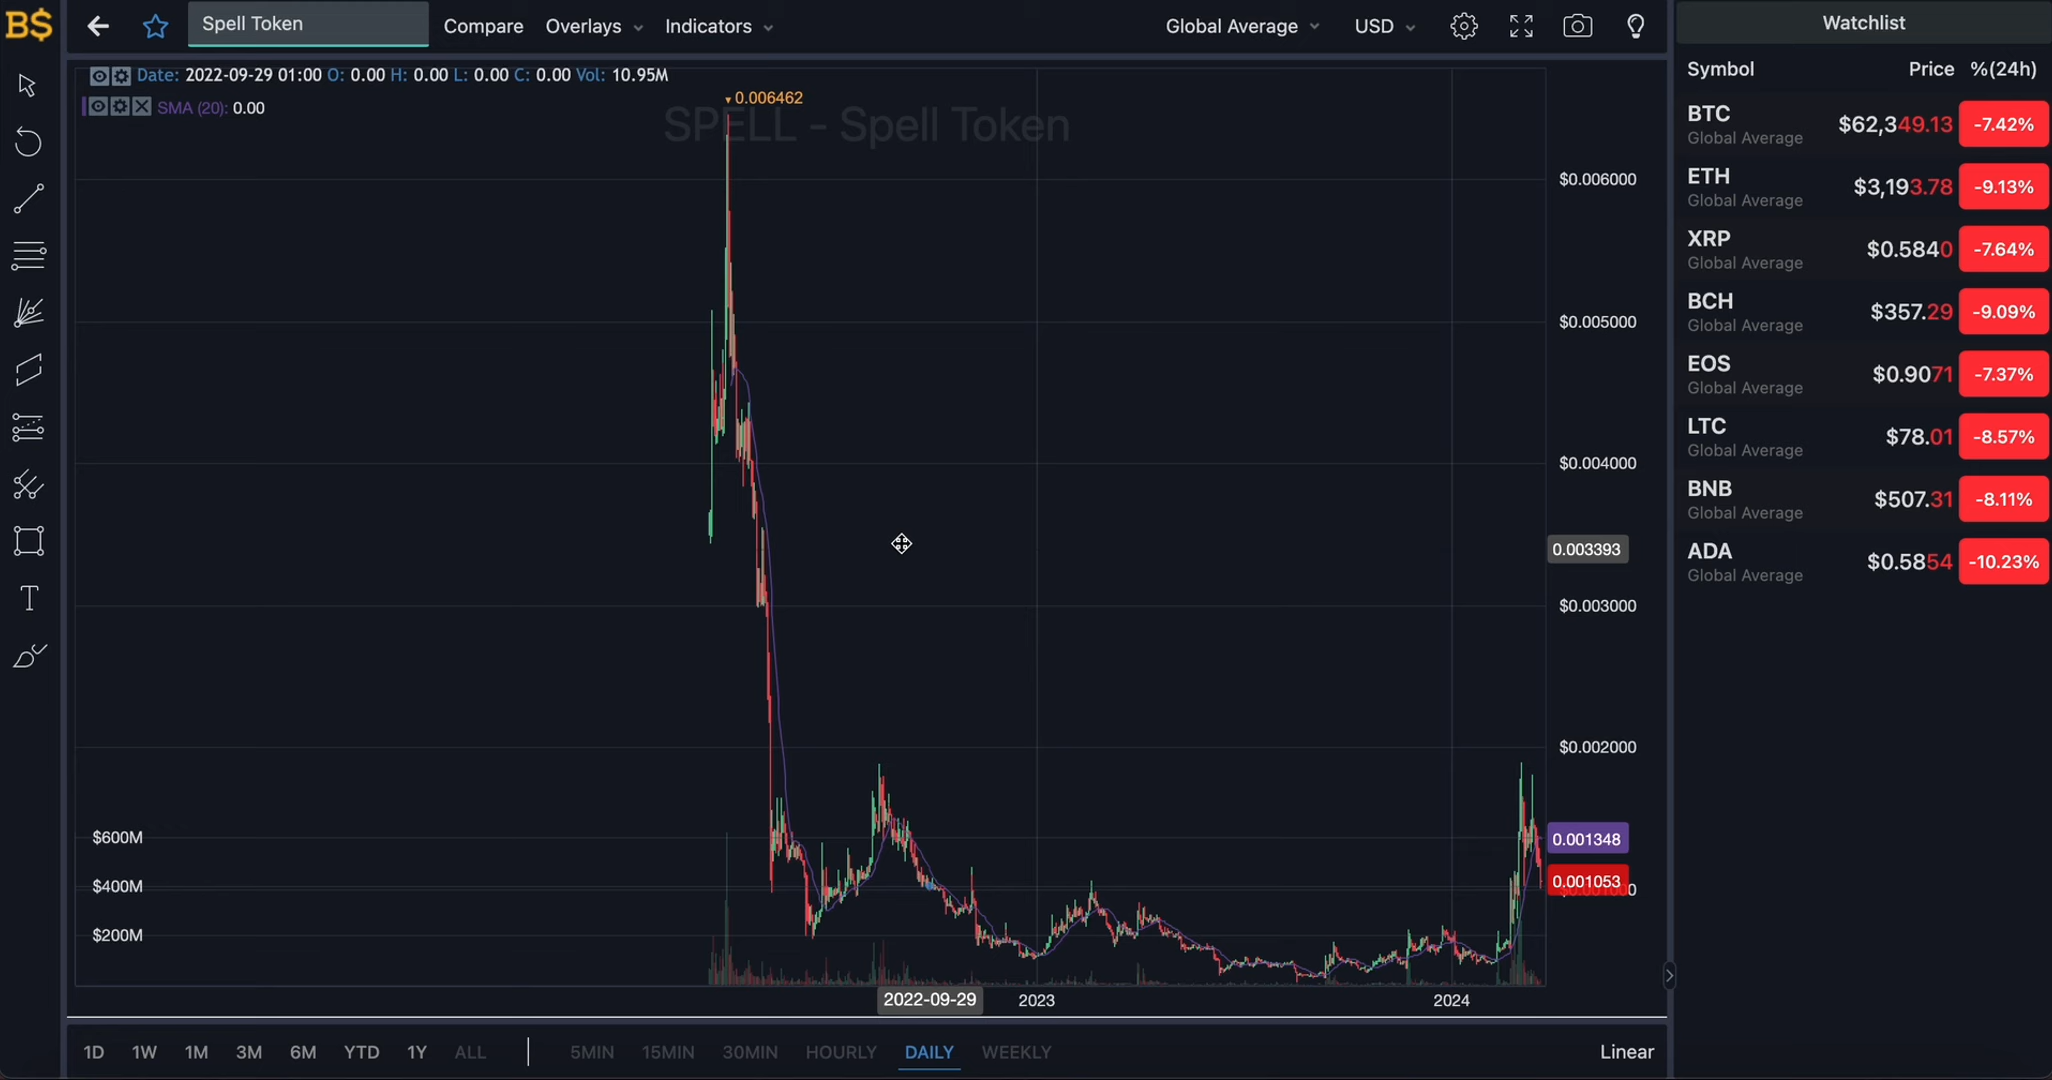 B$
Spell Token
Compare
Overlays
Indicators
Global Average
USD
Watchlist
Date: 2022-09-29 01:00 O: 0.00 H: 0.00 L: 0.00 C: 0.00 Vol: 10.95M
SMA (20): 0.00
0.006462
SPELL - Spell Token
$0.006000
$0.005000
$0.004000
0.003393
$0.003000
$0.002000
0.001348
0.001053
$600M
$400M
$200M
2022-09-29
2023
2024
1D 1W 1M 3M 6M YTD 1Y ALL
5MIN 15MIN 30MIN HOURLY DAILY WEEKLY
Linear
Symbol Price %(24h)
BTC $62,349.13 -7.42%
Global Average
ETH $3,193.78 -9.13%
Global Average
XRP $0.5840 -7.64%
Global Average
BCH $357.29 -9.09%
Global Average
EOS $0.9071 -7.37%
Global Average
LTC $78.01 -8.57%
Global Average
BNB $507.31 -8.11%
Global Average
ADA $0.5854 -10.23%
Global Average